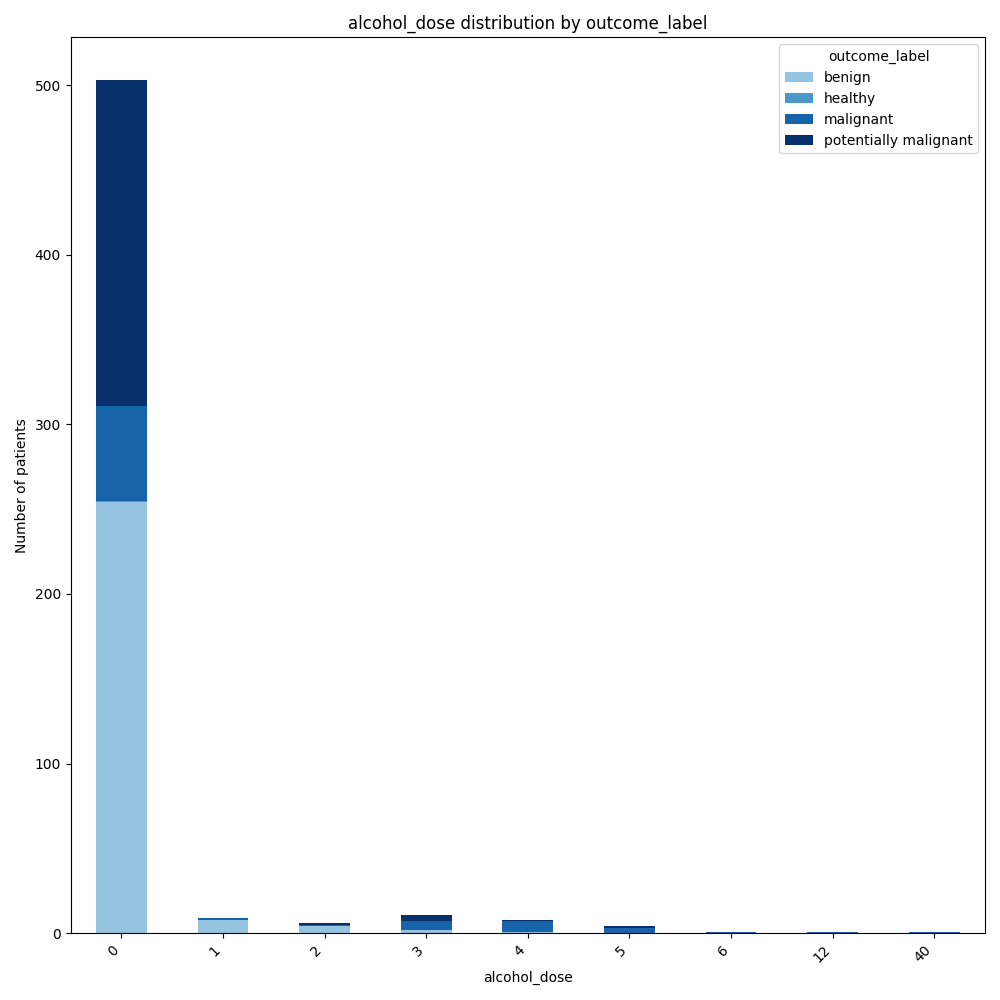 alcohol_dose distribution by outcome_label
outcome_label
benign
healthy
malignant
potentially malignant
Number of patients
500
400
300
200
100
0
0 1 2 3 4 5 6 12 40
alcohol_dose